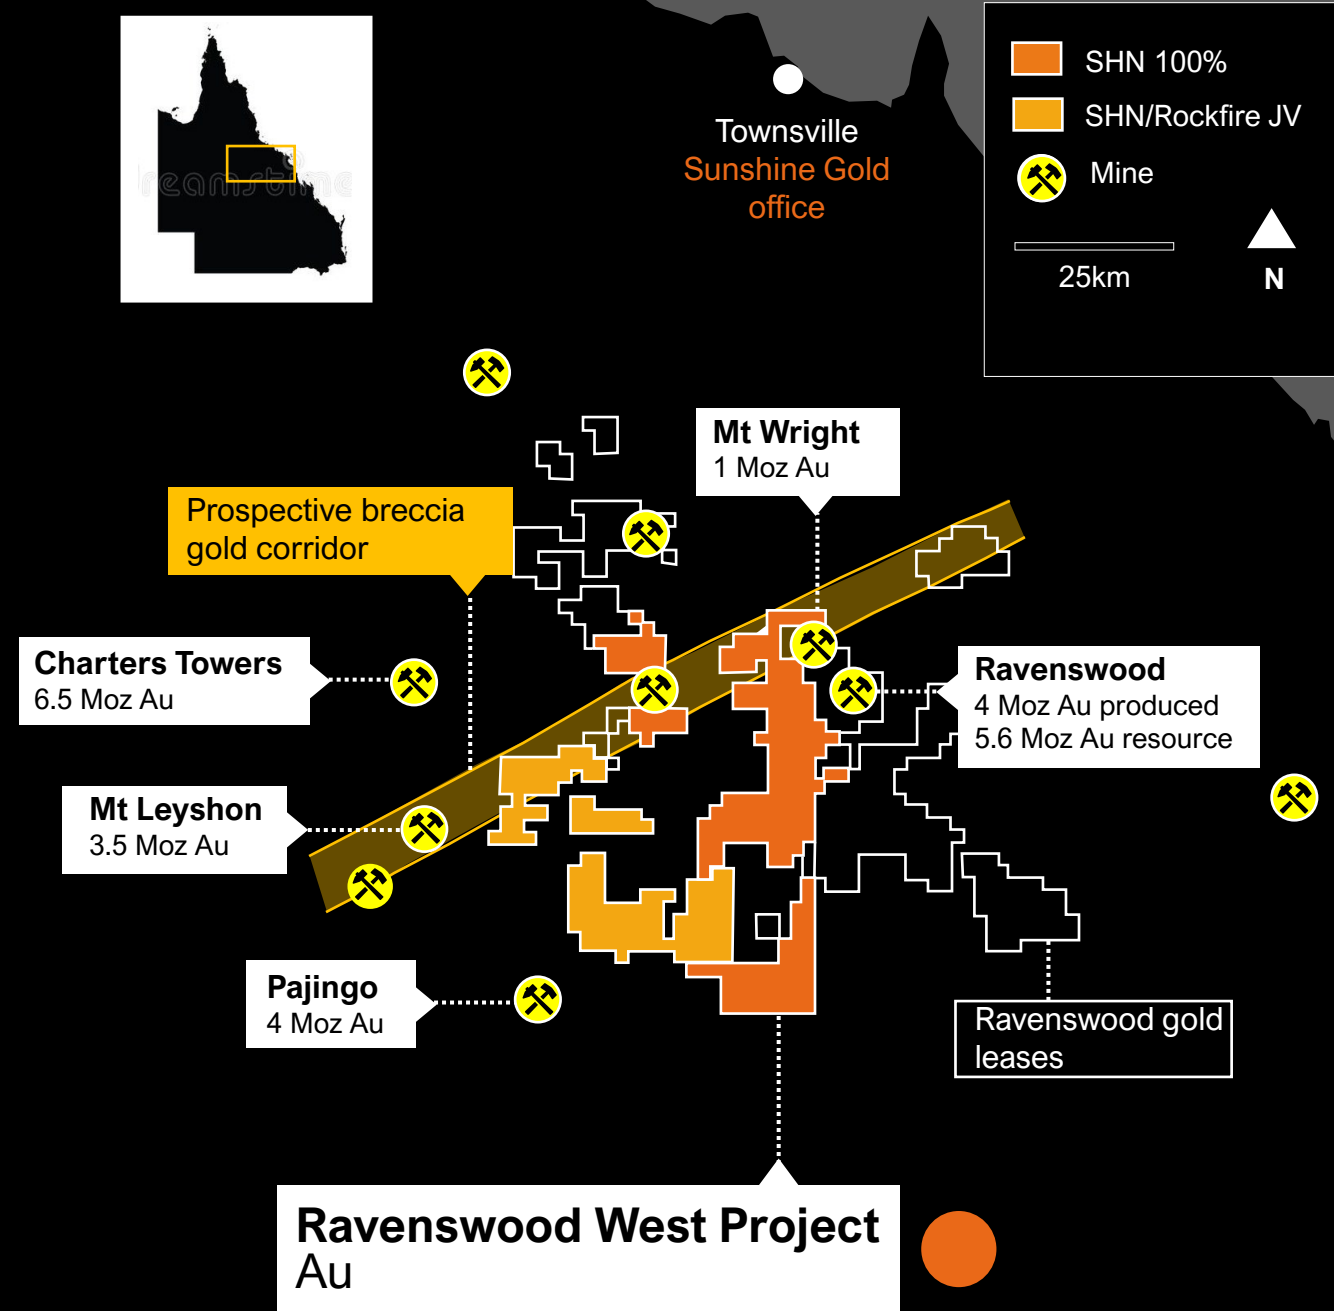 Townsville
Sunshine Gold
office
SHN 100%
SHN/Rockfire JV
Mine
25km
N
reamstime
Mt Wright
1 Moz Au
Prospective breccia
gold corridor
Charters Towers
6.5 Moz Au
Ravenswood
4 Moz Au produced
5.6 Moz Au resource
Mt Leyshon
3.5 Moz Au
Pajingo
4 Moz Au
Ravenswood gold
leases
Ravenswood West Project
Au